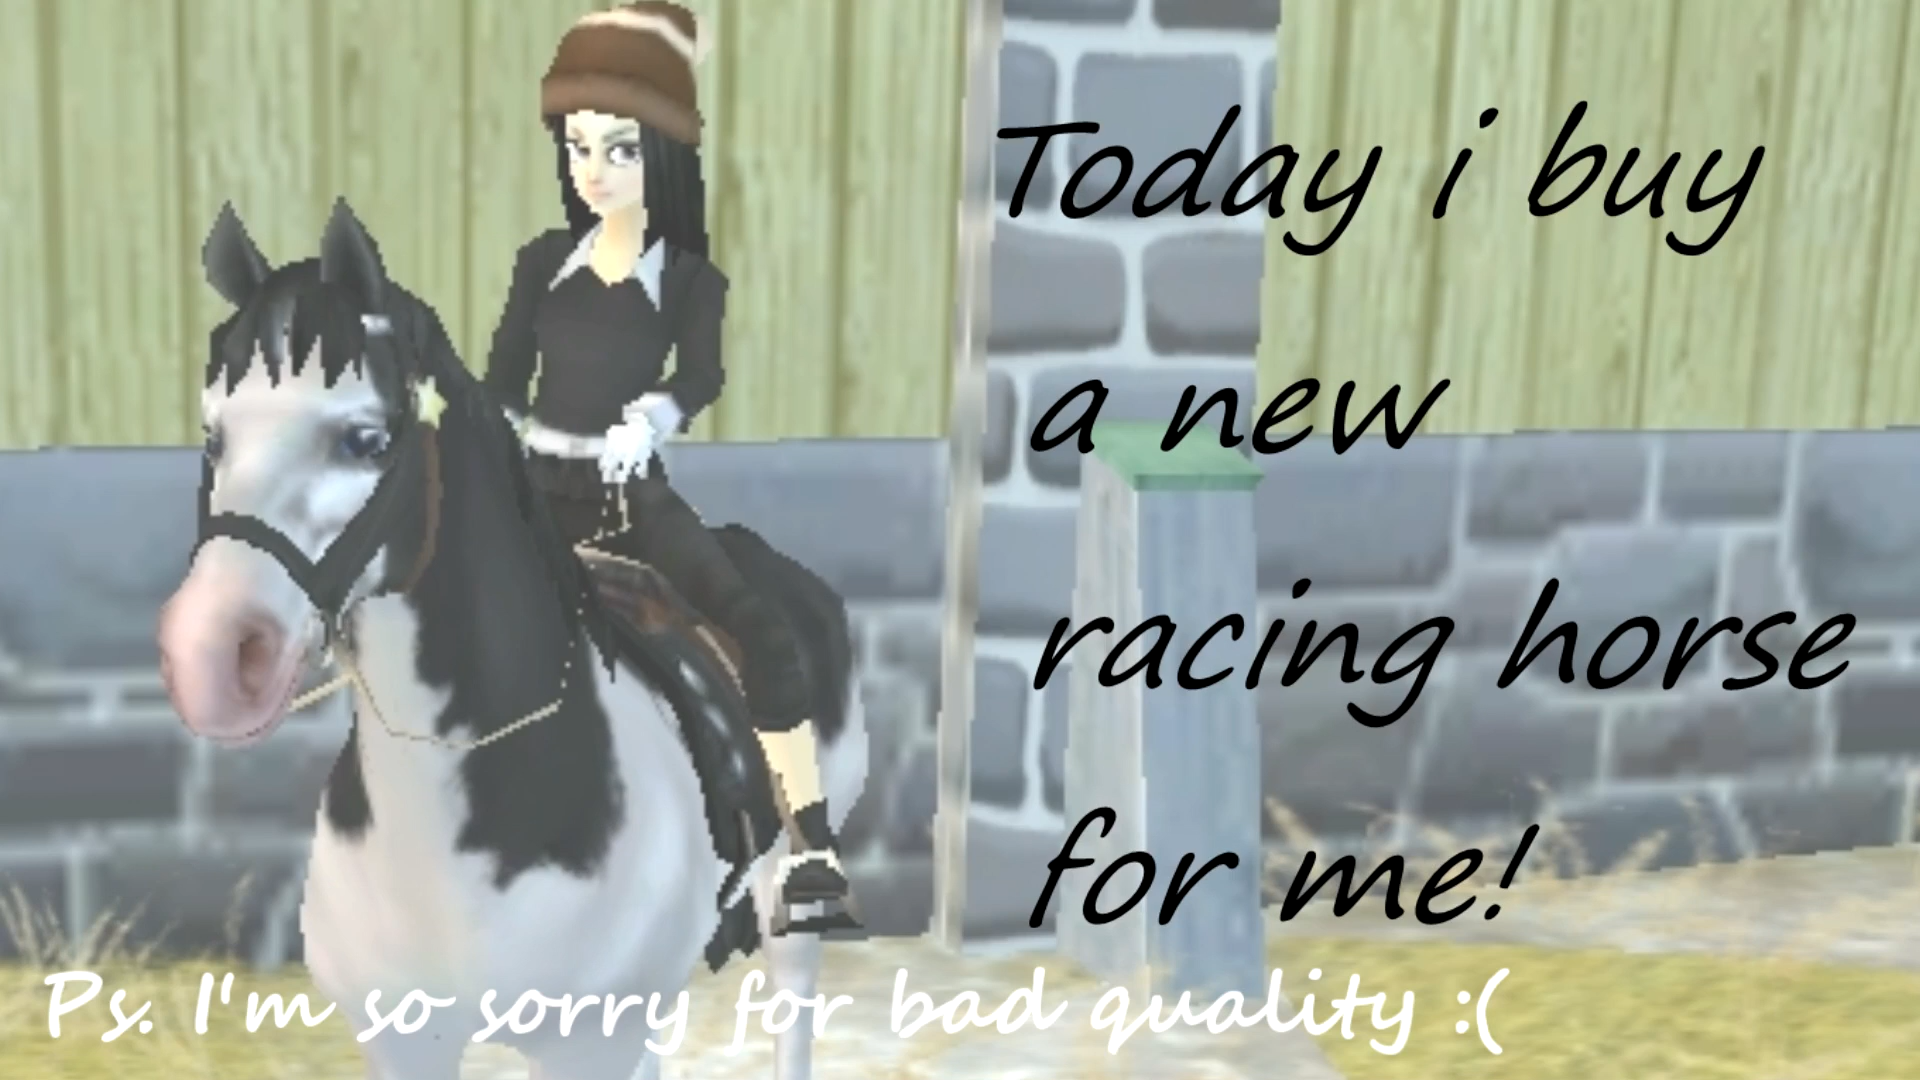 Today i buy
a new
racing horse
for me!
Ps. I'm so sorry for bad quality :(